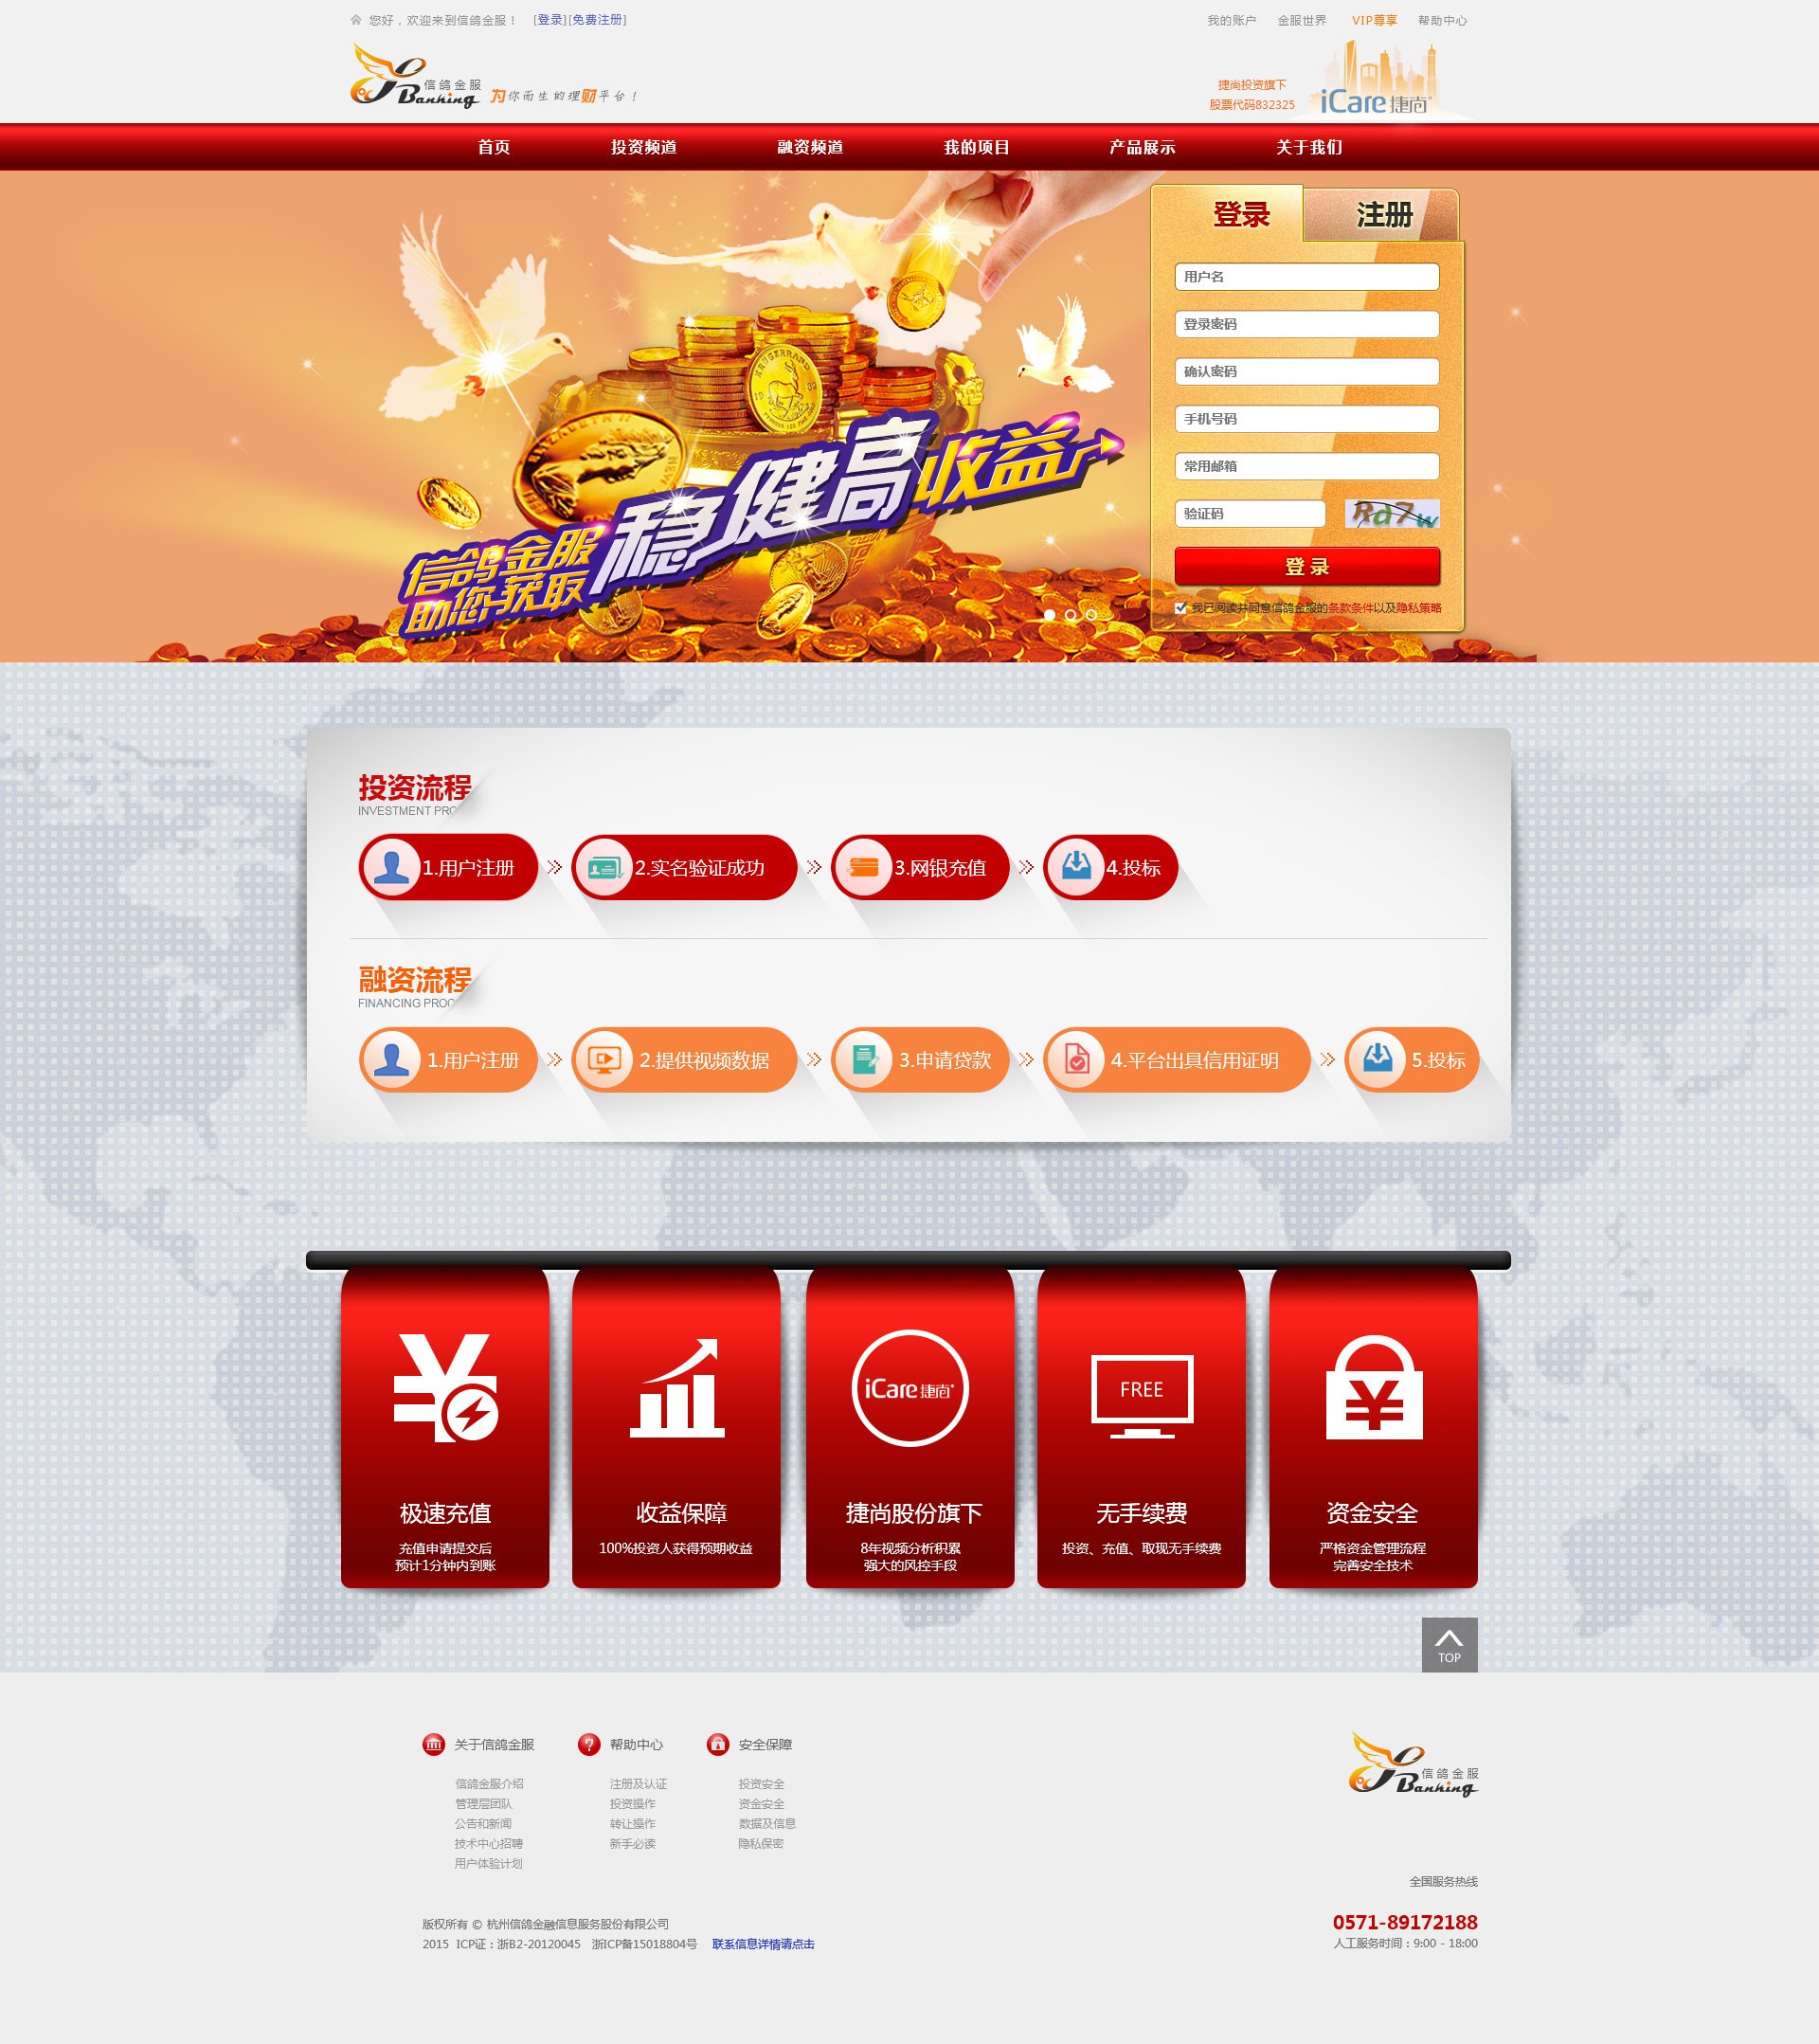 您好，欢迎来到信鸽金服！ [登录][免费注册]
我的账户 金服世界 VIP尊享 帮助中心
信鸽金服
Banking
为你而生的理财平台！
捷尚投资旗下
股票代码832325
iCare捷尚
首页 投资频道 融资频道 我的项目 产品展示 关于我们
登录 注册
用户名
登录密码
确认密码
手机号码
常用邮箱
验证码 Rd7w
登录
我已阅读并同意信鸽金服的条款条件以及隐私策略
KRUGERRAND
信鸽金服
助您获取
稳健高收益
投资流程
INVESTMENT PRO
1.用户注册 2.实名验证成功 3.网银充值 4.投标
融资流程
FINANCING PROC
1.用户注册 2.提供视频数据 3.申请贷款 4.平台出具信用证明 5.投标
iCare捷尚
FREE
极速充值
充值申请提交后
预计1分钟内到账
收益保障
100%投资人获得预期收益
捷尚股份旗下
8年视频分析积累
强大的风控手段
无手续费
投资、充值、取现无手续费
资金安全
严格资金管理流程
完善安全技术
TOP
关于信鸽金服
信鸽金服介绍
管理层团队
公告和新闻
技术中心招聘
用户体验计划
帮助中心
注册及认证
投资操作
转让操作
新手必读
安全保障
投资安全
资金安全
数据及信息
隐私保密
信鸽金服
Banking
全国服务热线
0571-89172188
人工服务时间：9:00 - 18:00
版权所有 © 杭州信鸽金融信息服务股份有限公司
2015 ICP证：浙B2-20120045 浙ICP备15018804号 联系信息详情请点击